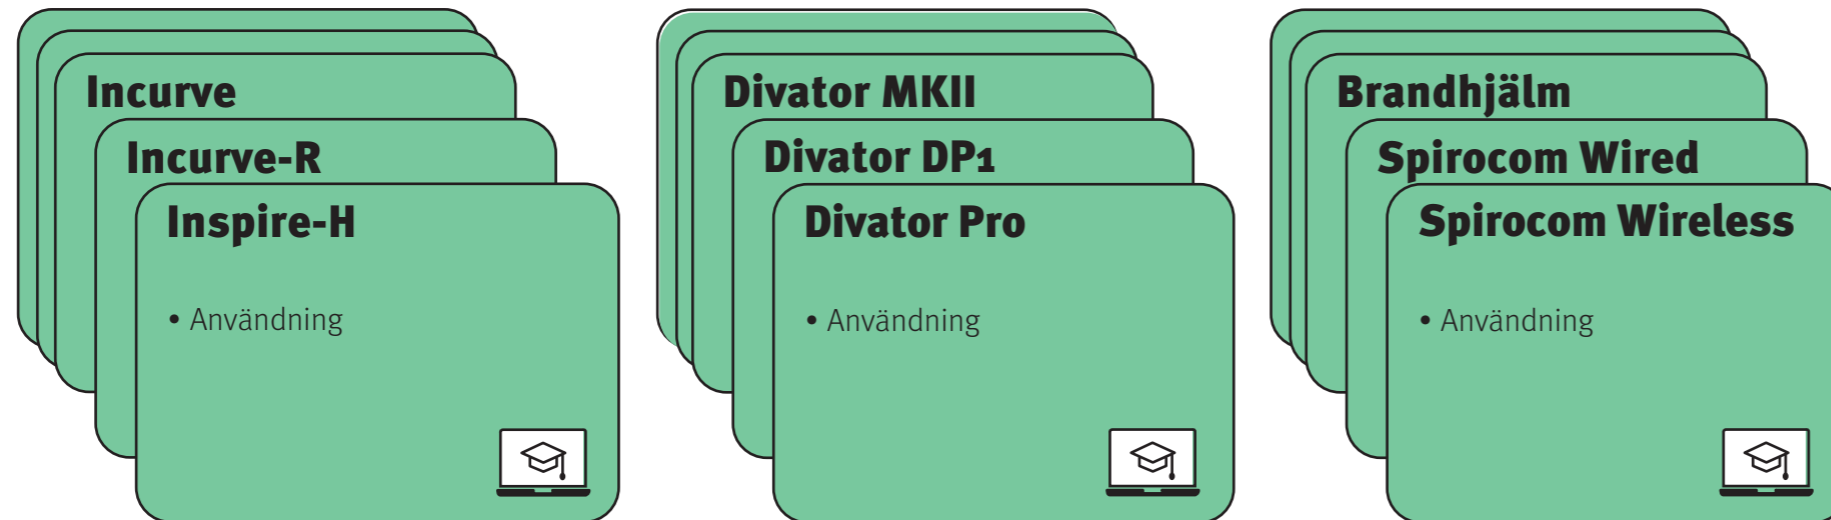 Incurve
Incurve-R
Inspire-H
• Användning
Divator MKII
Divator DP1
Divator Pro
• Användning
Brandhjälm
Spirocom Wired
Spirocom Wireless
• Användning